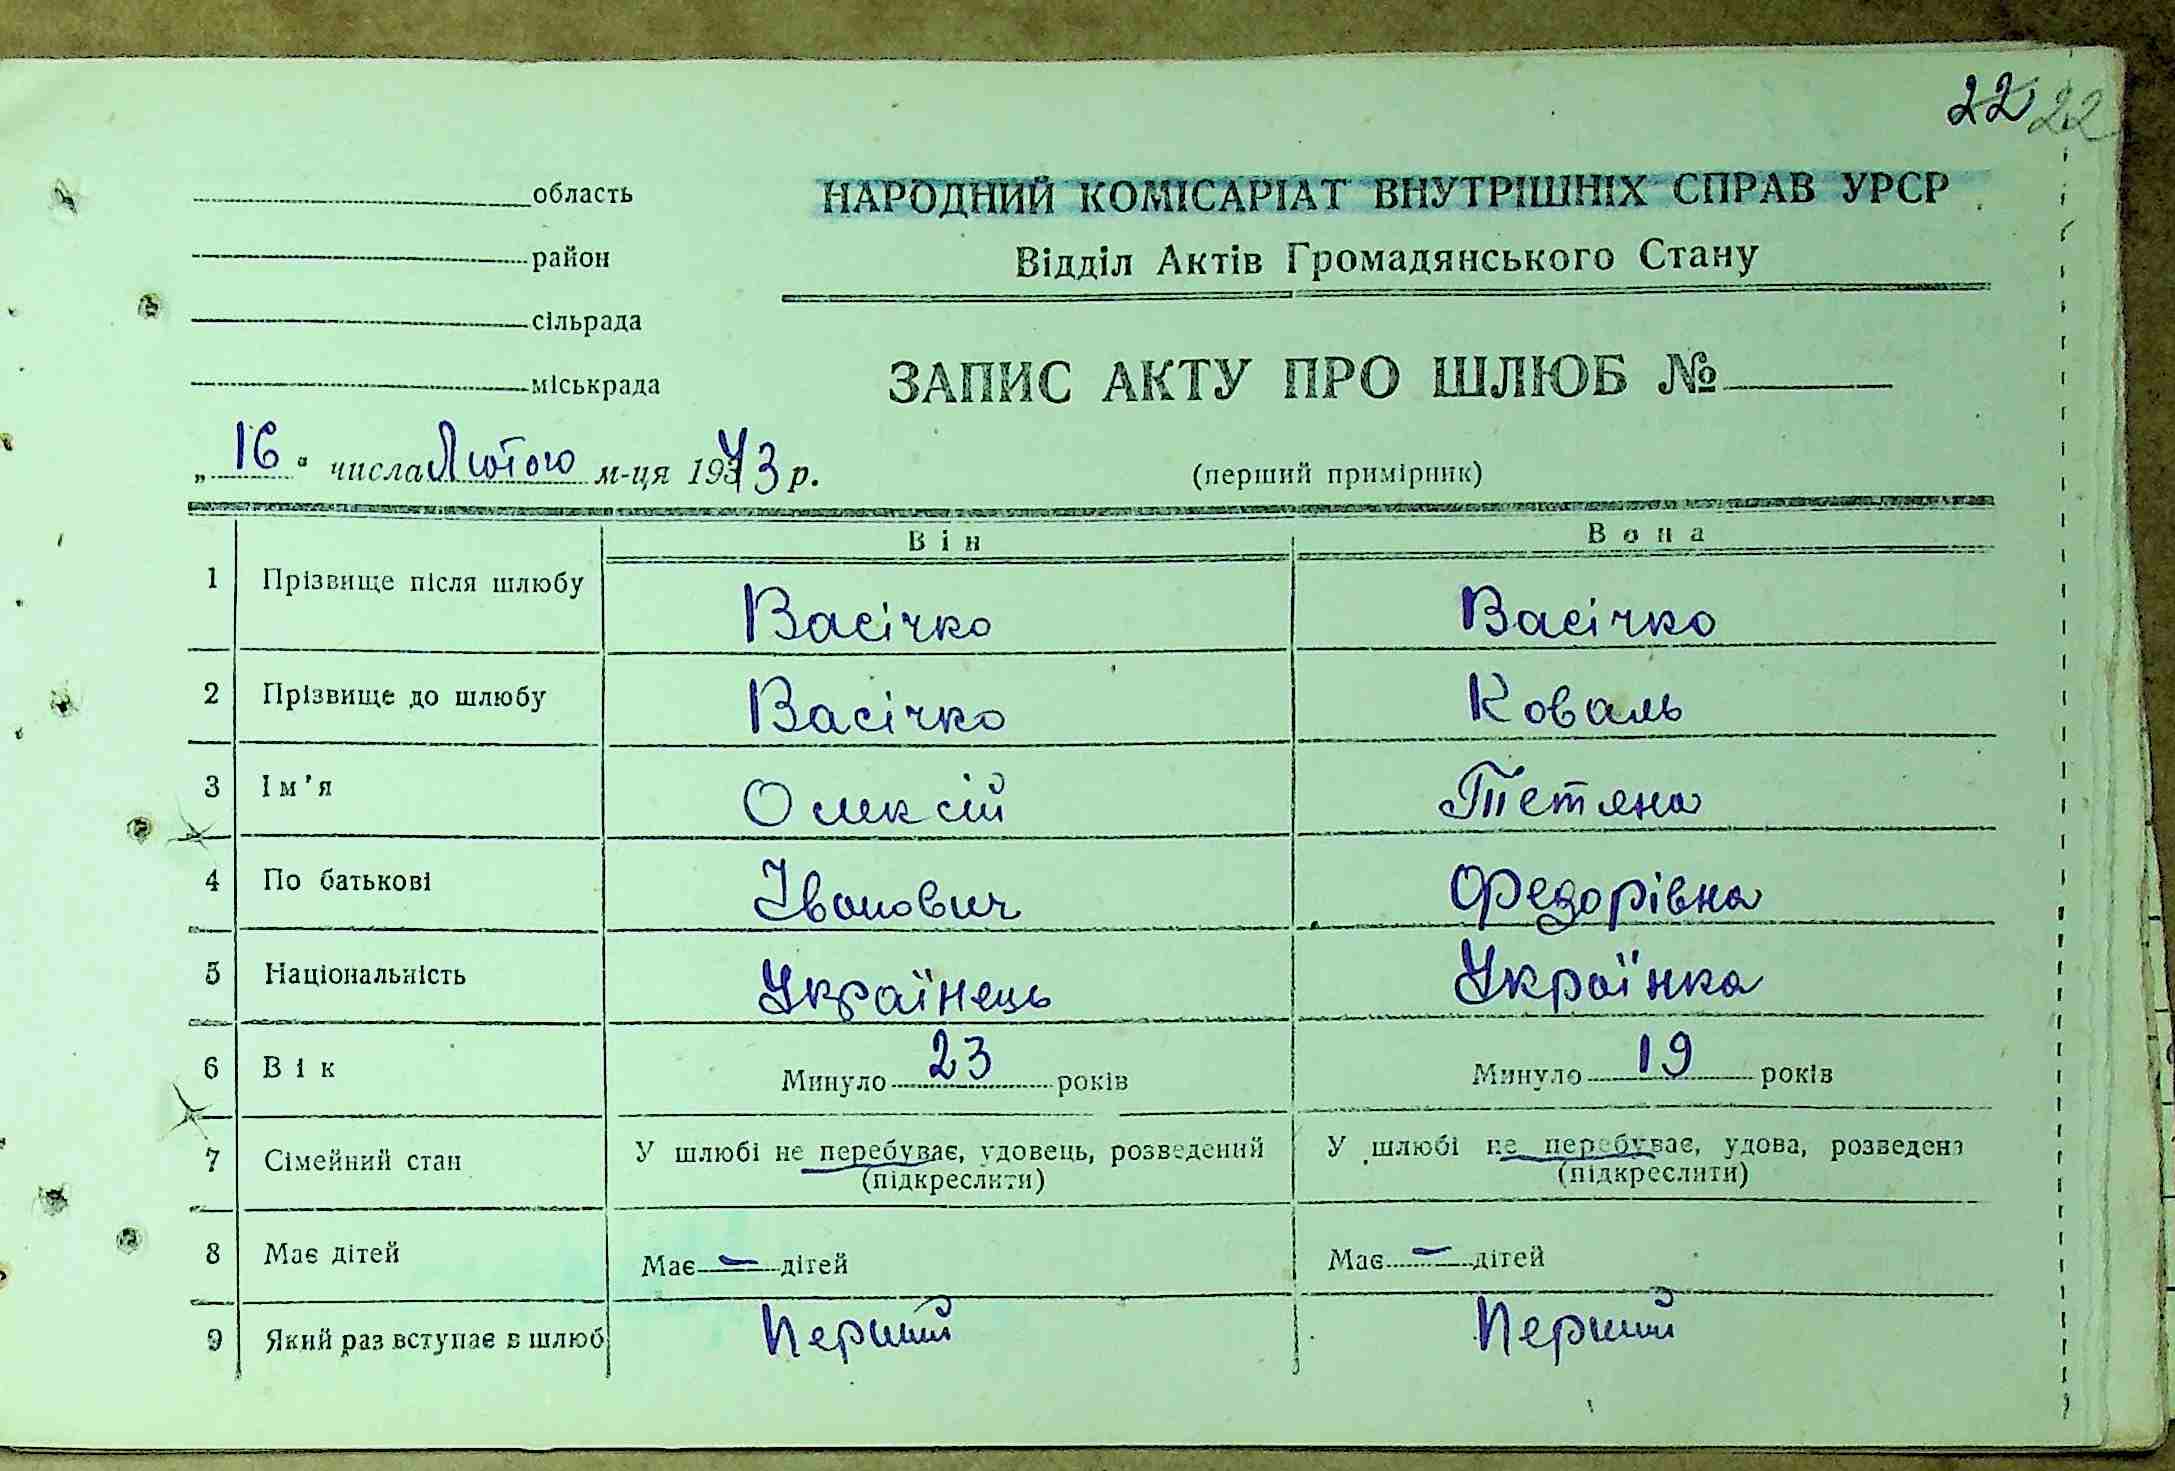 22 22
область
район
сільрада
міськрада
НАРОДНИЙ КОМІСАРІАТ ВНУТРІШНІХ СПРАВ УРСР
Відділ Актів Громадянського Стану
ЗАПИС АКТУ ПРО ШЛЮБ №
„ 16 " числа Лютого м-ця 1943 р.
(перший примірник)
Він Вона
1 Прізвище після шлюбу Васічко Васічко
2 Прізвище до шлюбу Васічко Коваль
3 Ім'я Олексій Тетяна
4 По батькові Іванович Федорівна
5 Національність Українець Українка
6 Вік Минуло 23 років Минуло 19 років
7 Сімейний стан У шлюбі не перебуває, удовець, розведений У шлюбі не перебуває, удова, розведена
(підкреслити) (підкреслити)
8 Має дітей Має — дітей Має — дітей
9 Який раз вступає в шлюб Перший Перший